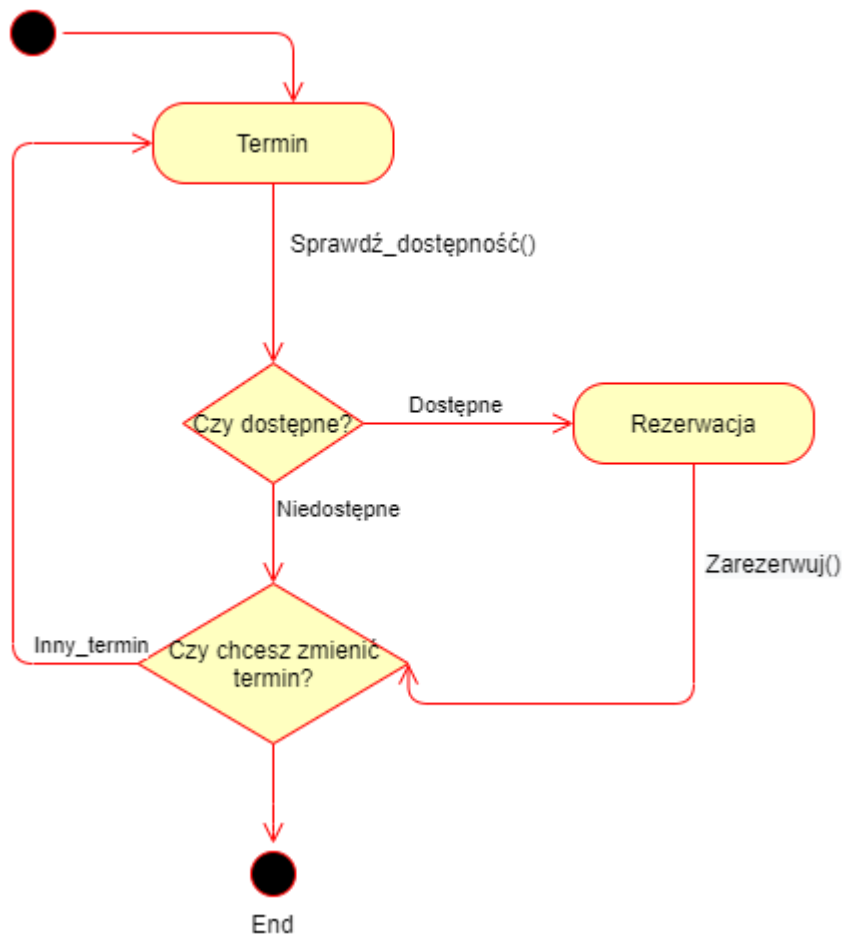 Termin
Sprawdź_dostępność()
Czy dostępne?
Dostępne
Rezerwacja
Niedostępne
Zarezerwuj()
Inny_termin
Czy chcesz zmienić
termin?
End